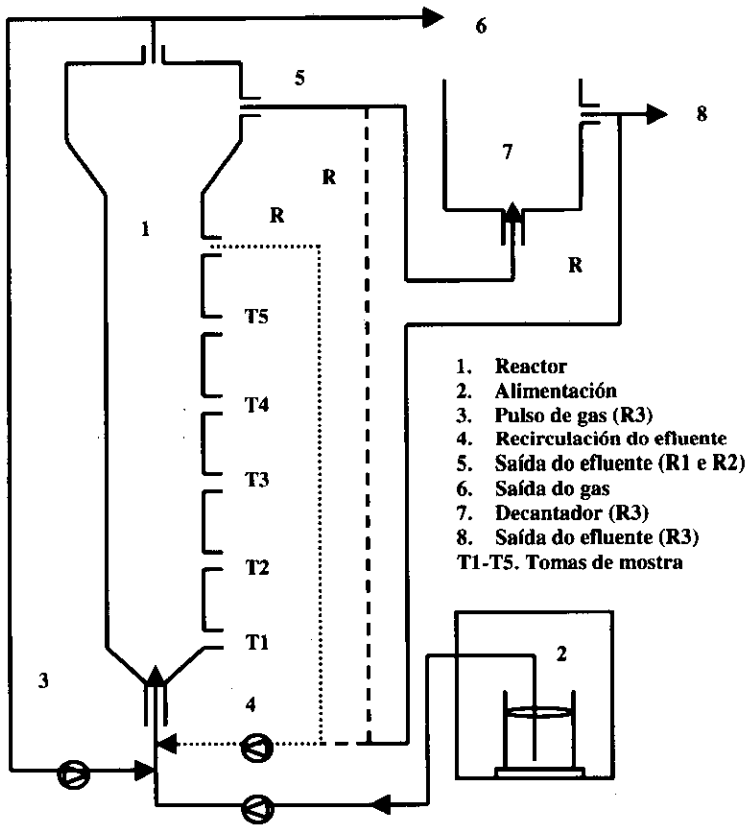 6
5
8
7
R
R
1
R
T5
T4
T3
T2
T1
3
4
2
1. Reactor
2. Alimentación
3. Pulso de gas (R3)
4. Recirculación do efluente
5. Saída do efluente (R1 e R2)
6. Saída do gas
7. Decantador (R3)
8. Saída do efluente (R3)
T1-T5. Tomas de mostra